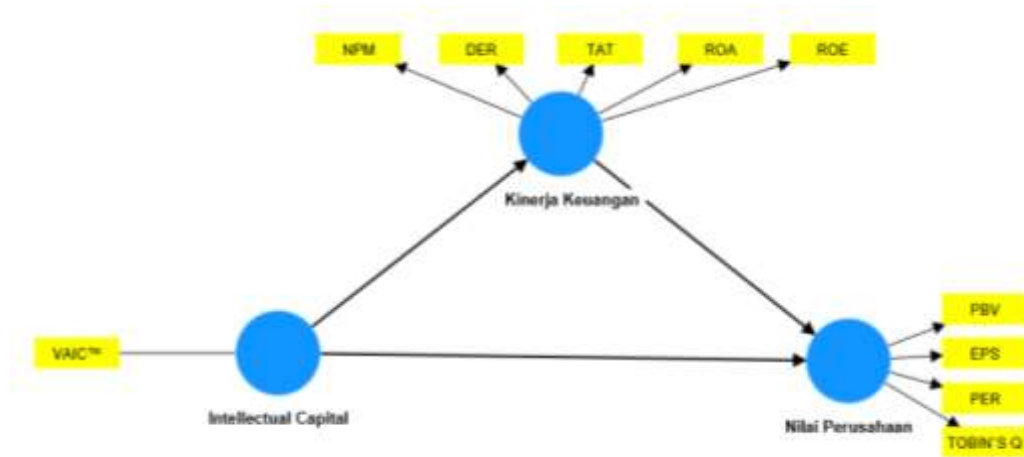 NPM
DER
TAT
ROA
ROE
Kinerja Keuangan
PBV
VAIC™
EPS
PER
Intellectual Capital
Nilai Perusahaan
TOBIN'S Q